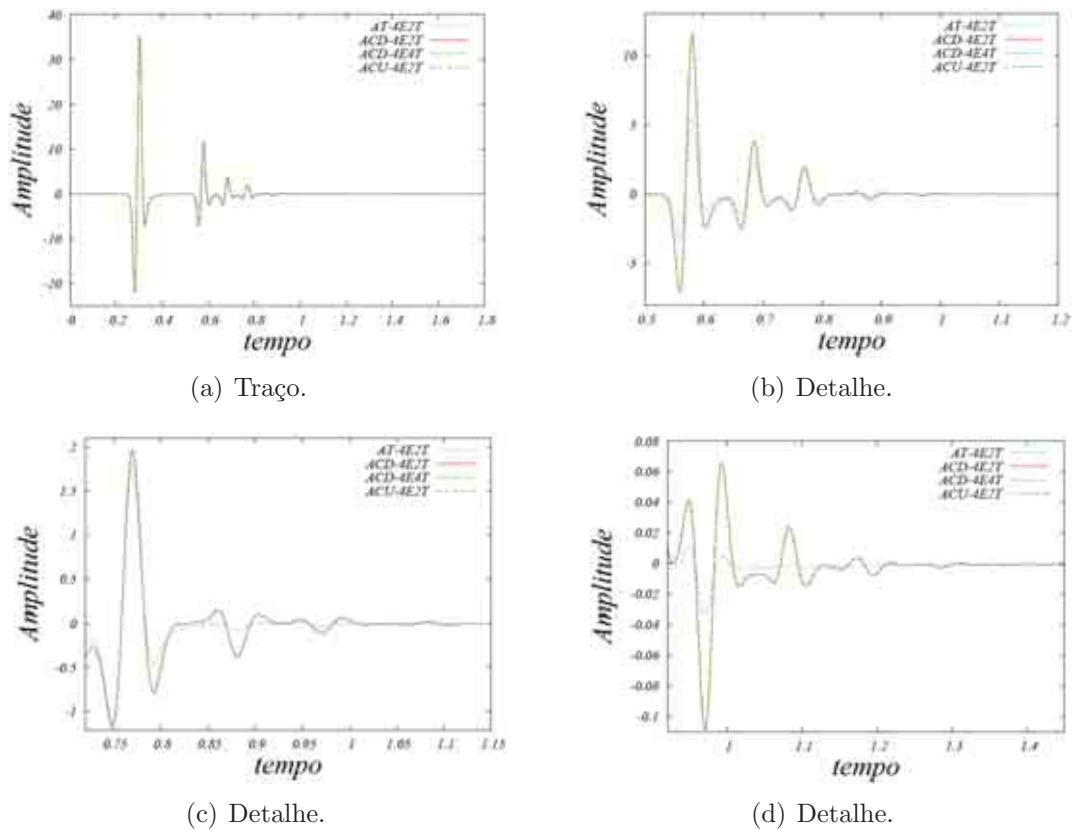 40
30
20
10
0
-10
-20
Amplitude
AT-4E2T
ACD-4E2T
ACD-4E4T
ACU-4E2T
0 0.2 0.4 0.6 0.8 1 1.2 1.4 1.6 1.8
tempo
(a) Traço.
10
5
0
-5
Amplitude
AT-4E2T
ACD-4E2T
ACD-4E4T
ACU-4E2T
0.5 0.6 0.7 0.8 0.9 1 1.1 1.2
tempo
(b) Detalhe.
2
1.5
1
0.5
0
-0.5
-1
Amplitude
AT-4E2T
ACD-4E2T
ACD-4E4T
ACU-4E2T
0.75 0.8 0.85 0.9 0.95 1 1.05 1.1 1.15
tempo
(c) Detalhe.
0.08
0.06
0.04
0.02
0
-0.02
-0.04
-0.06
-0.08
-0.1
Amplitude
AT-4E2T
ACD-4E2T
ACD-4E4T
ACU-4E2T
1 1.1 1.2 1.3 1.4
tempo
(d) Detalhe.